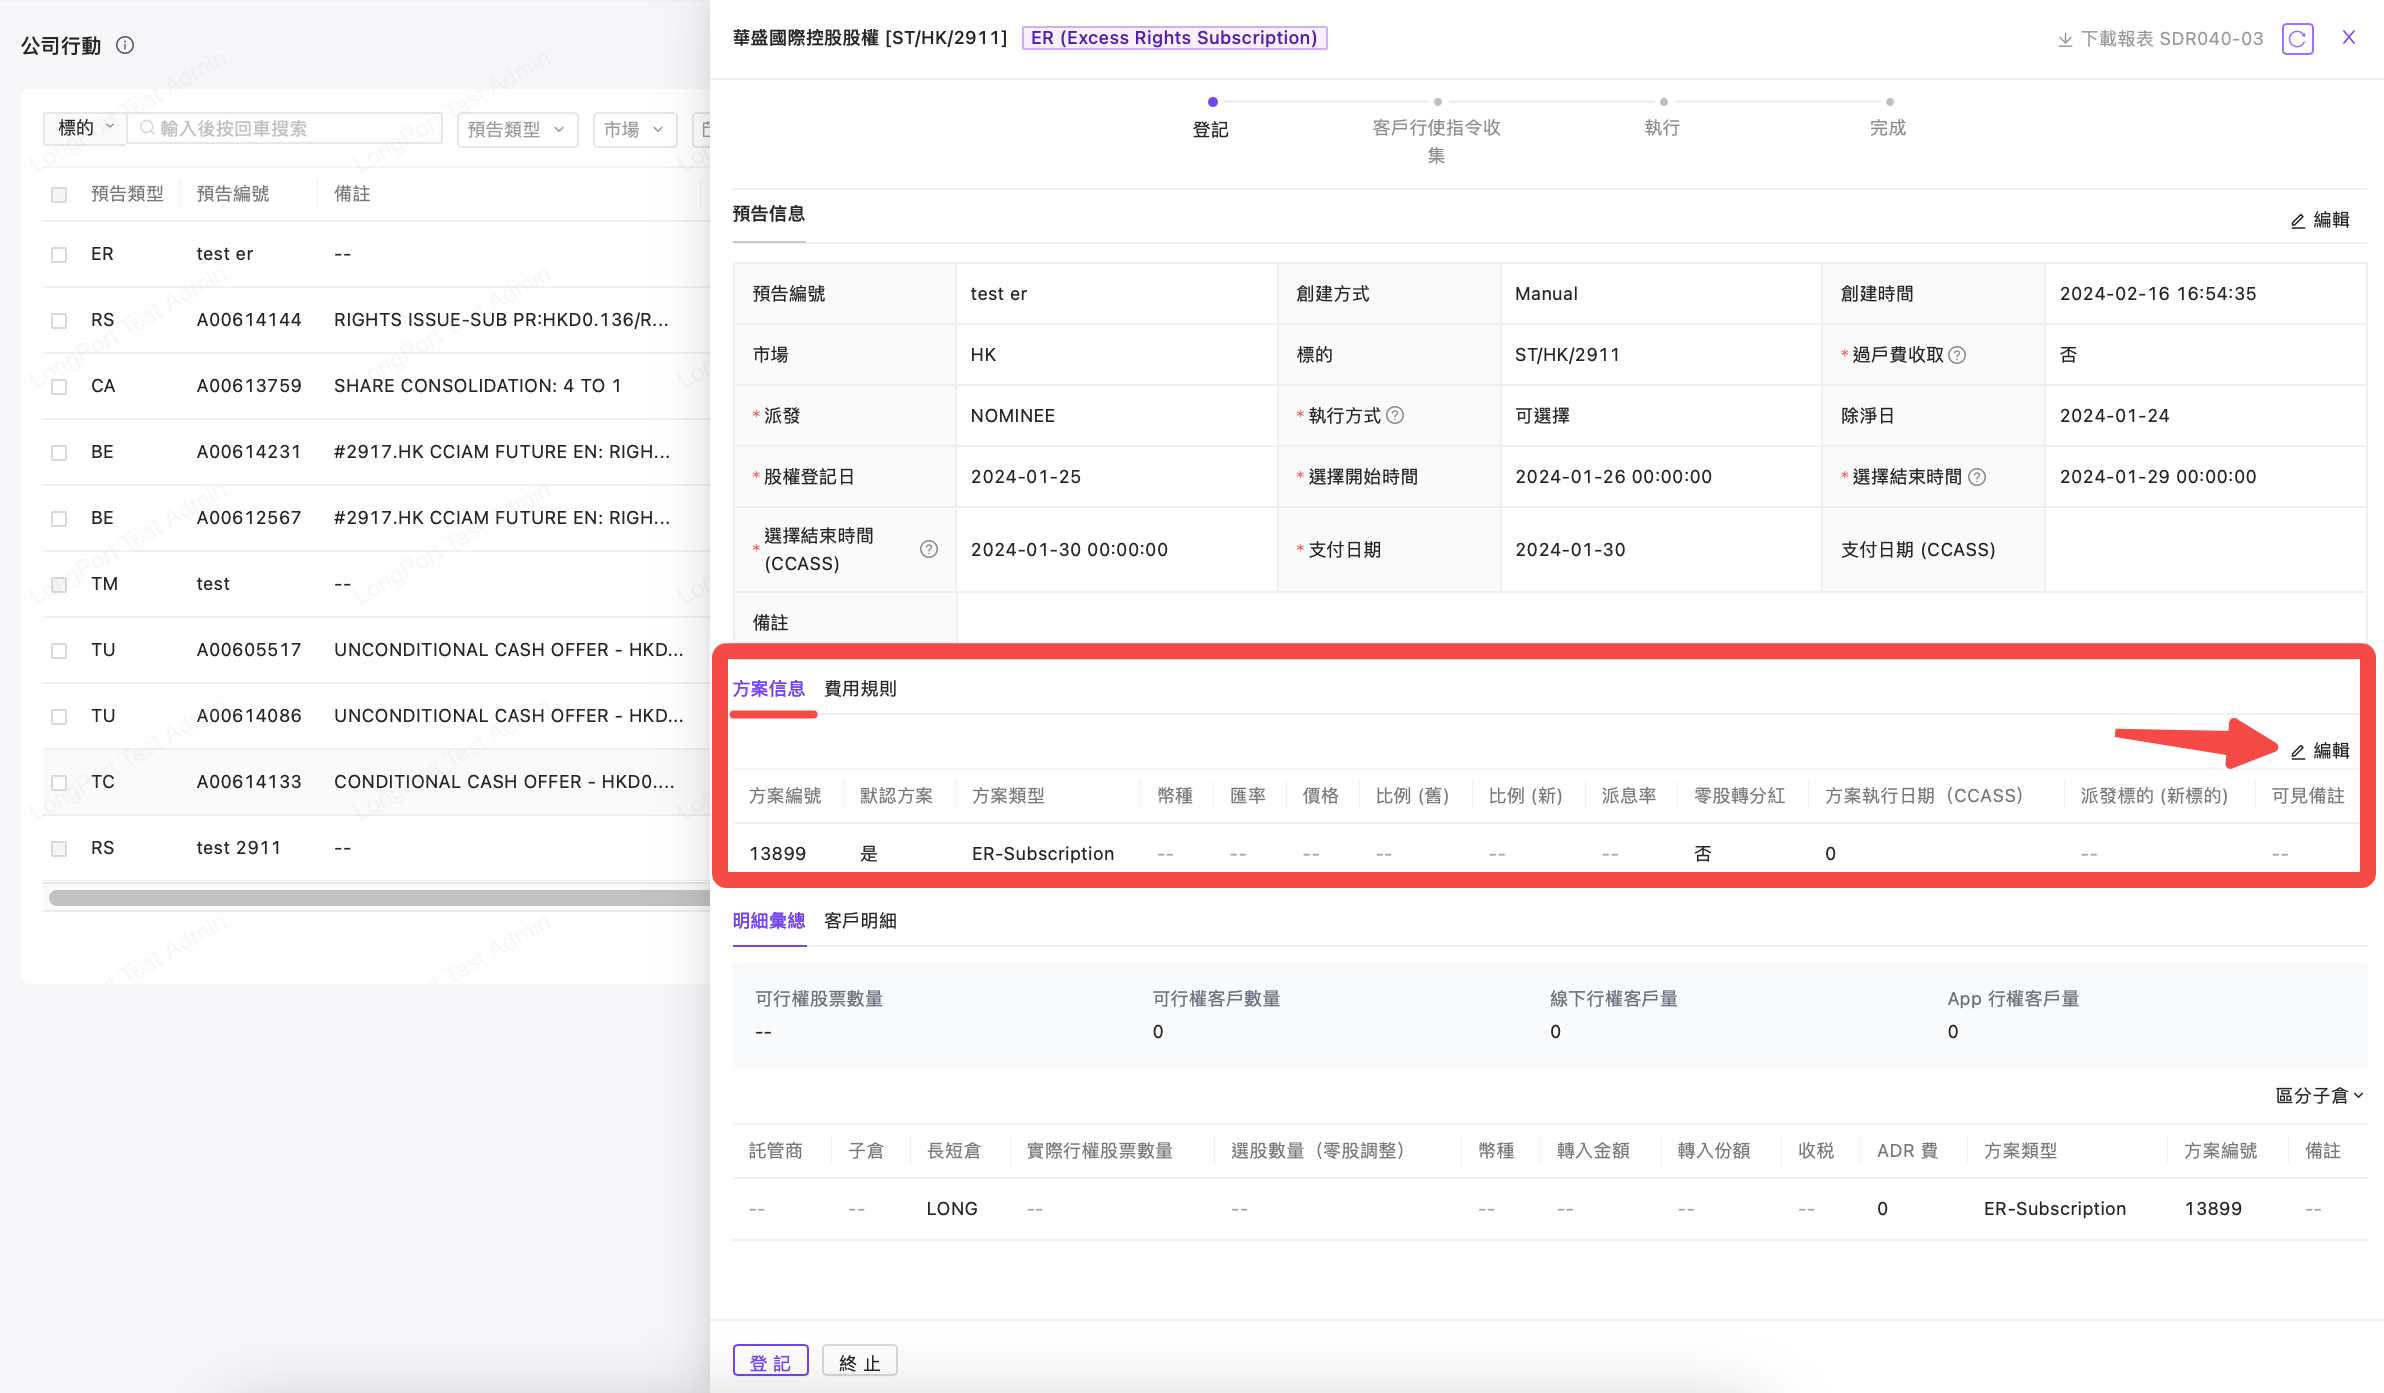 公司行動
標的 輸入後按回車搜索 預告類型 市場
預告類型 預告編號 備註
ER test er --
RS A00614144 RIGHTS ISSUE-SUB PR:HKD0.136/R...
CA A00613759 SHARE CONSOLIDATION: 4 TO 1
BE A00614231 #2917.HK CCIAM FUTURE EN: RIGH...
BE A00612567 #2917.HK CCIAM FUTURE EN: RIGH...
TM test --
TU A00605517 UNCONDITIONAL CASH OFFER - HKD...
TU A00614086 UNCONDITIONAL CASH OFFER - HKD...
TC A00614133 CONDITIONAL CASH OFFER - HKD0....
RS test 2911 --
LongPort Test Admin
華盛國際控股股權 [ST/HK/2911] ER (Excess Rights Subscription) 下載報表 SDR040-03
登記 客戶行使指令收 執行 完成
集
預告信息 編輯
預告編號 test er 創建方式 Manual 創建時間 2024-02-16 16:54:35
市場 HK 標的 ST/HK/2911 * 過戶費收取 否
* 派發 NOMINEE * 執行方式 可選擇 除淨日 2024-01-24
* 股權登記日 2024-01-25 * 選擇開始時間 2024-01-26 00:00:00 * 選擇結束時間 2024-01-29 00:00:00
* 選擇結束時間
(CCASS) 2024-01-30 00:00:00 * 支付日期 2024-01-30 支付日期 (CCASS)
備註
方案信息 費用規則
編輯
方案編號 默認方案 方案類型 幣種 匯率 價格 比例 (舊) 比例 (新) 派息率 零股轉分紅 方案執行日期（CCASS） 派發標的 (新標的) 可見備註
13899 是 ER-Subscription -- -- -- -- -- -- 否 0 -- --
明細彙總 客戶明細
可行權股票數量 可行權客戶數量 線下行權客戶量 App 行權客戶量
-- 0 0 0
區分子倉
託管商 子倉 長短倉 實際行權股票數量 選股數量（零股調整） 幣種 轉入金額 轉入份額 收税 ADR 費 方案類型 方案編號 備註
-- -- LONG -- -- -- -- -- -- 0 ER-Subscription 13899 --
登 記 終 止